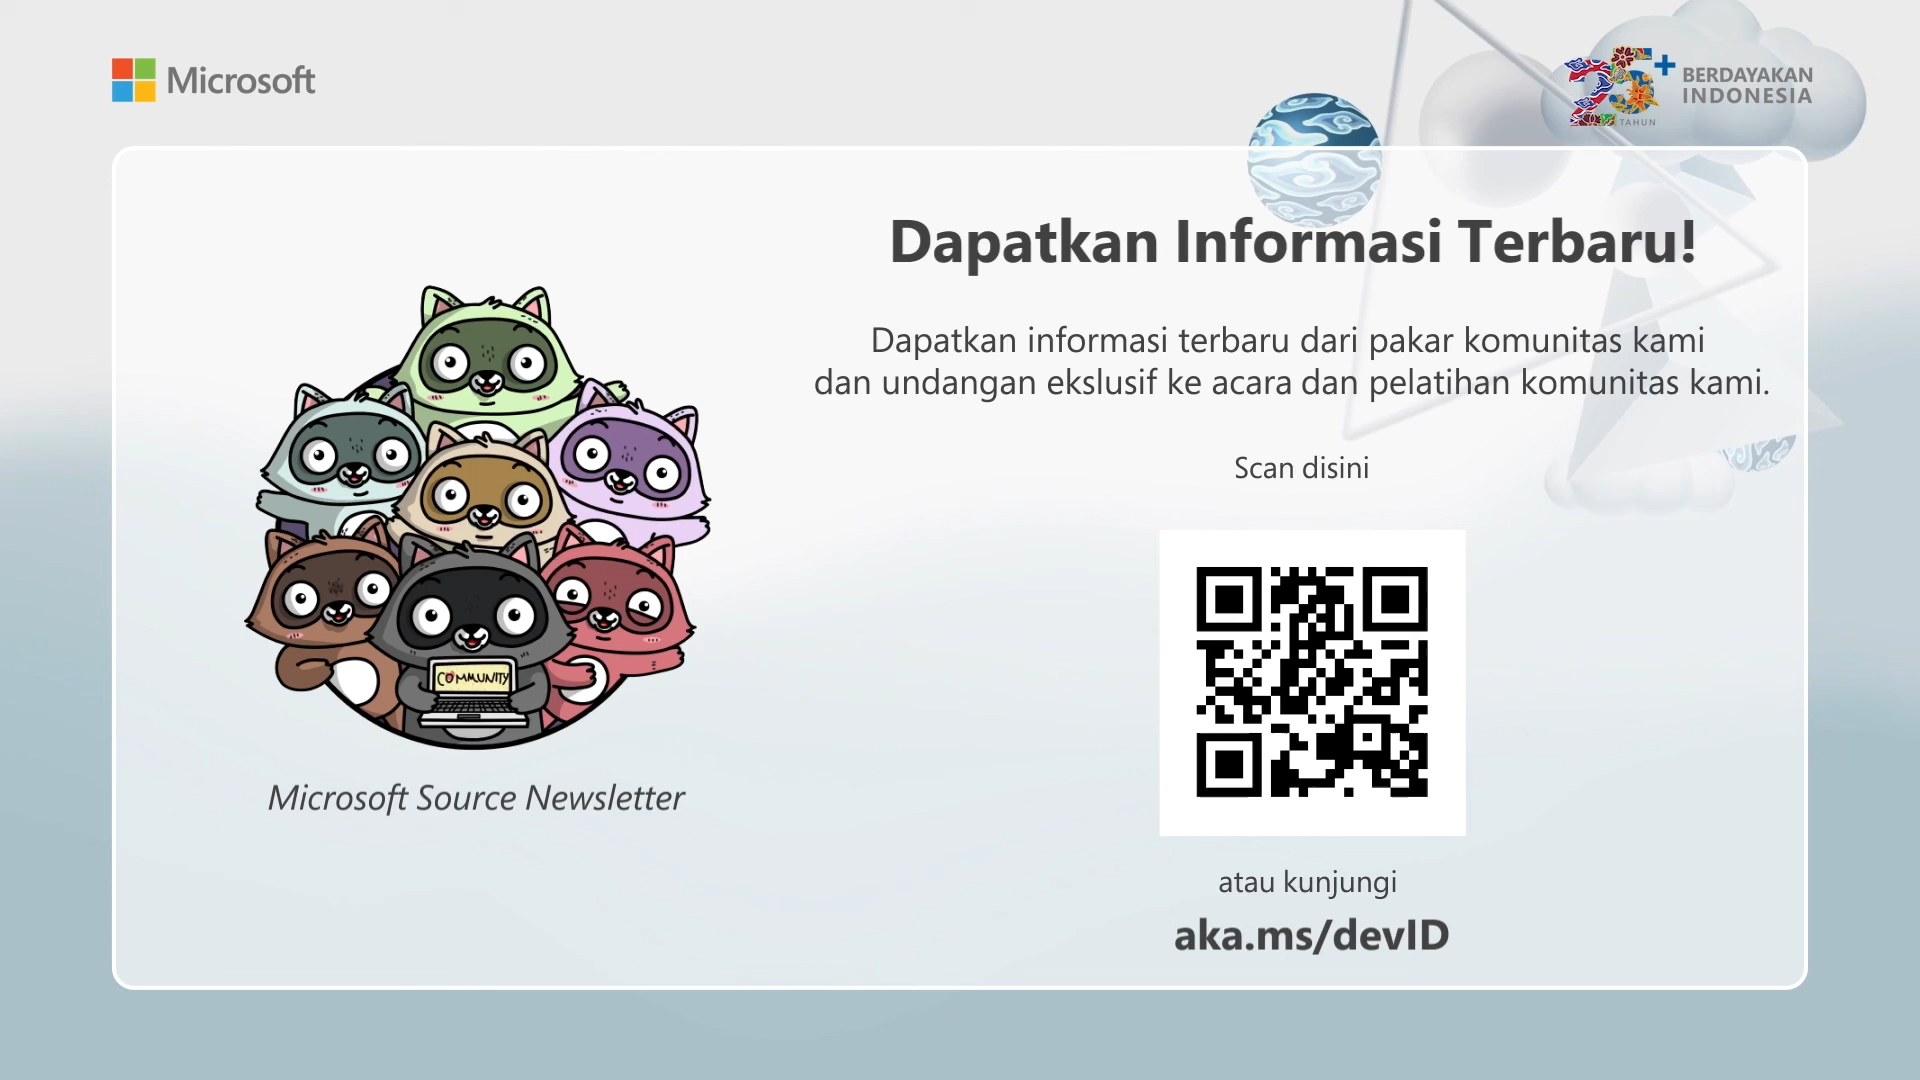 Microsoft
25+
TAHUN
BERDAYAKAN
INDONESIA
Dapatkan Informasi Terbaru!
Dapatkan informasi terbaru dari pakar komunitas kami
dan undangan ekslusif ke acara dan pelatihan komunitas kami.
Scan disini
COMMUNITY
Microsoft Source Newsletter
atau kunjungi
aka.ms/devID